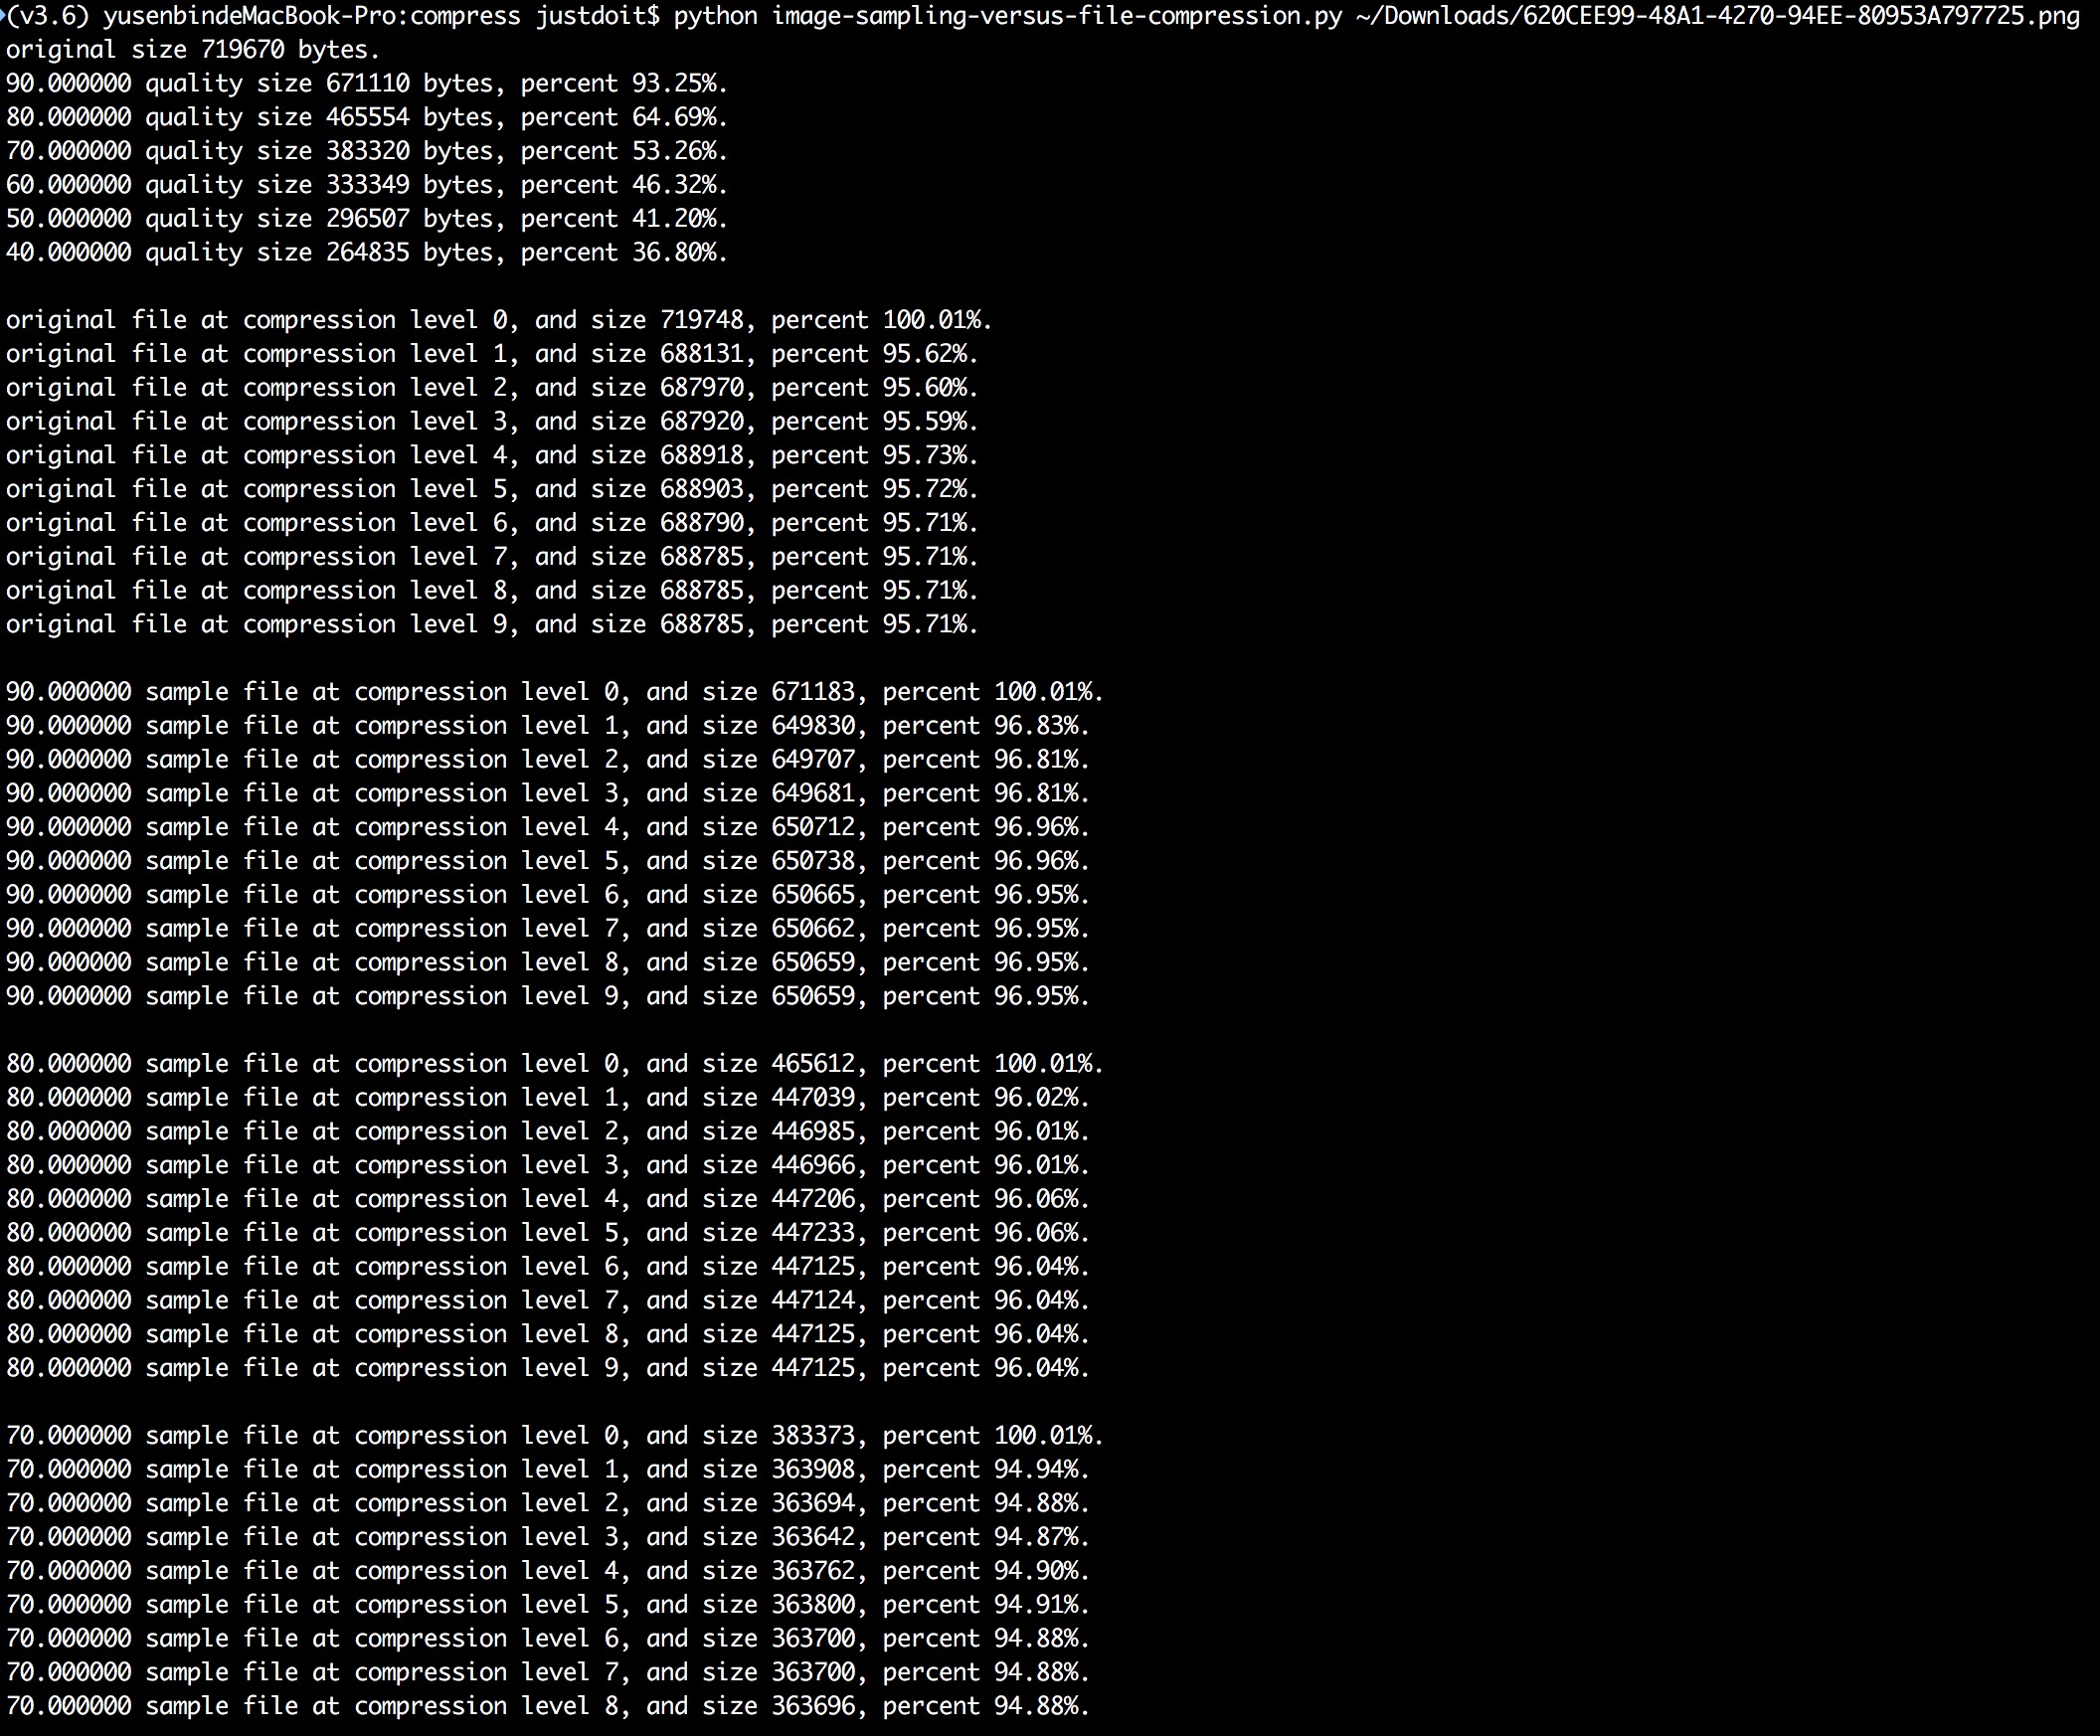 (v3.6) yusenbindeMacBook-Pro:compress justdoit$ python image-sampling-versus-file-compression.py ~/Downloads/620CEE99-48A1-4270-94EE-80953A797725.png
original size 719670 bytes.
90.000000 quality size 671110 bytes, percent 93.25%.
80.000000 quality size 465554 bytes, percent 64.69%.
70.000000 quality size 383320 bytes, percent 53.26%.
60.000000 quality size 333349 bytes, percent 46.32%.
50.000000 quality size 296507 bytes, percent 41.20%.
40.000000 quality size 264835 bytes, percent 36.80%.
original file at compression level 0, and size 719748, percent 100.01%.
original file at compression level 1, and size 688131, percent 95.62%.
original file at compression level 2, and size 687970, percent 95.60%.
original file at compression level 3, and size 687920, percent 95.59%.
original file at compression level 4, and size 688918, percent 95.73%.
original file at compression level 5, and size 688903, percent 95.72%.
original file at compression level 6, and size 688790, percent 95.71%.
original file at compression level 7, and size 688785, percent 95.71%.
original file at compression level 8, and size 688785, percent 95.71%.
original file at compression level 9, and size 688785, percent 95.71%.
90.000000 sample file at compression level 0, and size 671183, percent 100.01%.
90.000000 sample file at compression level 1, and size 649830, percent 96.83%.
90.000000 sample file at compression level 2, and size 649707, percent 96.81%.
90.000000 sample file at compression level 3, and size 649681, percent 96.81%.
90.000000 sample file at compression level 4, and size 650712, percent 96.96%.
90.000000 sample file at compression level 5, and size 650738, percent 96.96%.
90.000000 sample file at compression level 6, and size 650665, percent 96.95%.
90.000000 sample file at compression level 7, and size 650662, percent 96.95%.
90.000000 sample file at compression level 8, and size 650659, percent 96.95%.
90.000000 sample file at compression level 9, and size 650659, percent 96.95%.
80.000000 sample file at compression level 0, and size 465612, percent 100.01%.
80.000000 sample file at compression level 1, and size 447039, percent 96.02%.
80.000000 sample file at compression level 2, and size 446985, percent 96.01%.
80.000000 sample file at compression level 3, and size 446966, percent 96.01%.
80.000000 sample file at compression level 4, and size 447206, percent 96.06%.
80.000000 sample file at compression level 5, and size 447233, percent 96.06%.
80.000000 sample file at compression level 6, and size 447125, percent 96.04%.
80.000000 sample file at compression level 7, and size 447124, percent 96.04%.
80.000000 sample file at compression level 8, and size 447125, percent 96.04%.
80.000000 sample file at compression level 9, and size 447125, percent 96.04%.
70.000000 sample file at compression level 0, and size 383373, percent 100.01%.
70.000000 sample file at compression level 1, and size 363908, percent 94.94%.
70.000000 sample file at compression level 2, and size 363694, percent 94.88%.
70.000000 sample file at compression level 3, and size 363642, percent 94.87%.
70.000000 sample file at compression level 4, and size 363762, percent 94.90%.
70.000000 sample file at compression level 5, and size 363800, percent 94.91%.
70.000000 sample file at compression level 6, and size 363700, percent 94.88%.
70.000000 sample file at compression level 7, and size 363700, percent 94.88%.
70.000000 sample file at compression level 8, and size 363696, percent 94.88%.